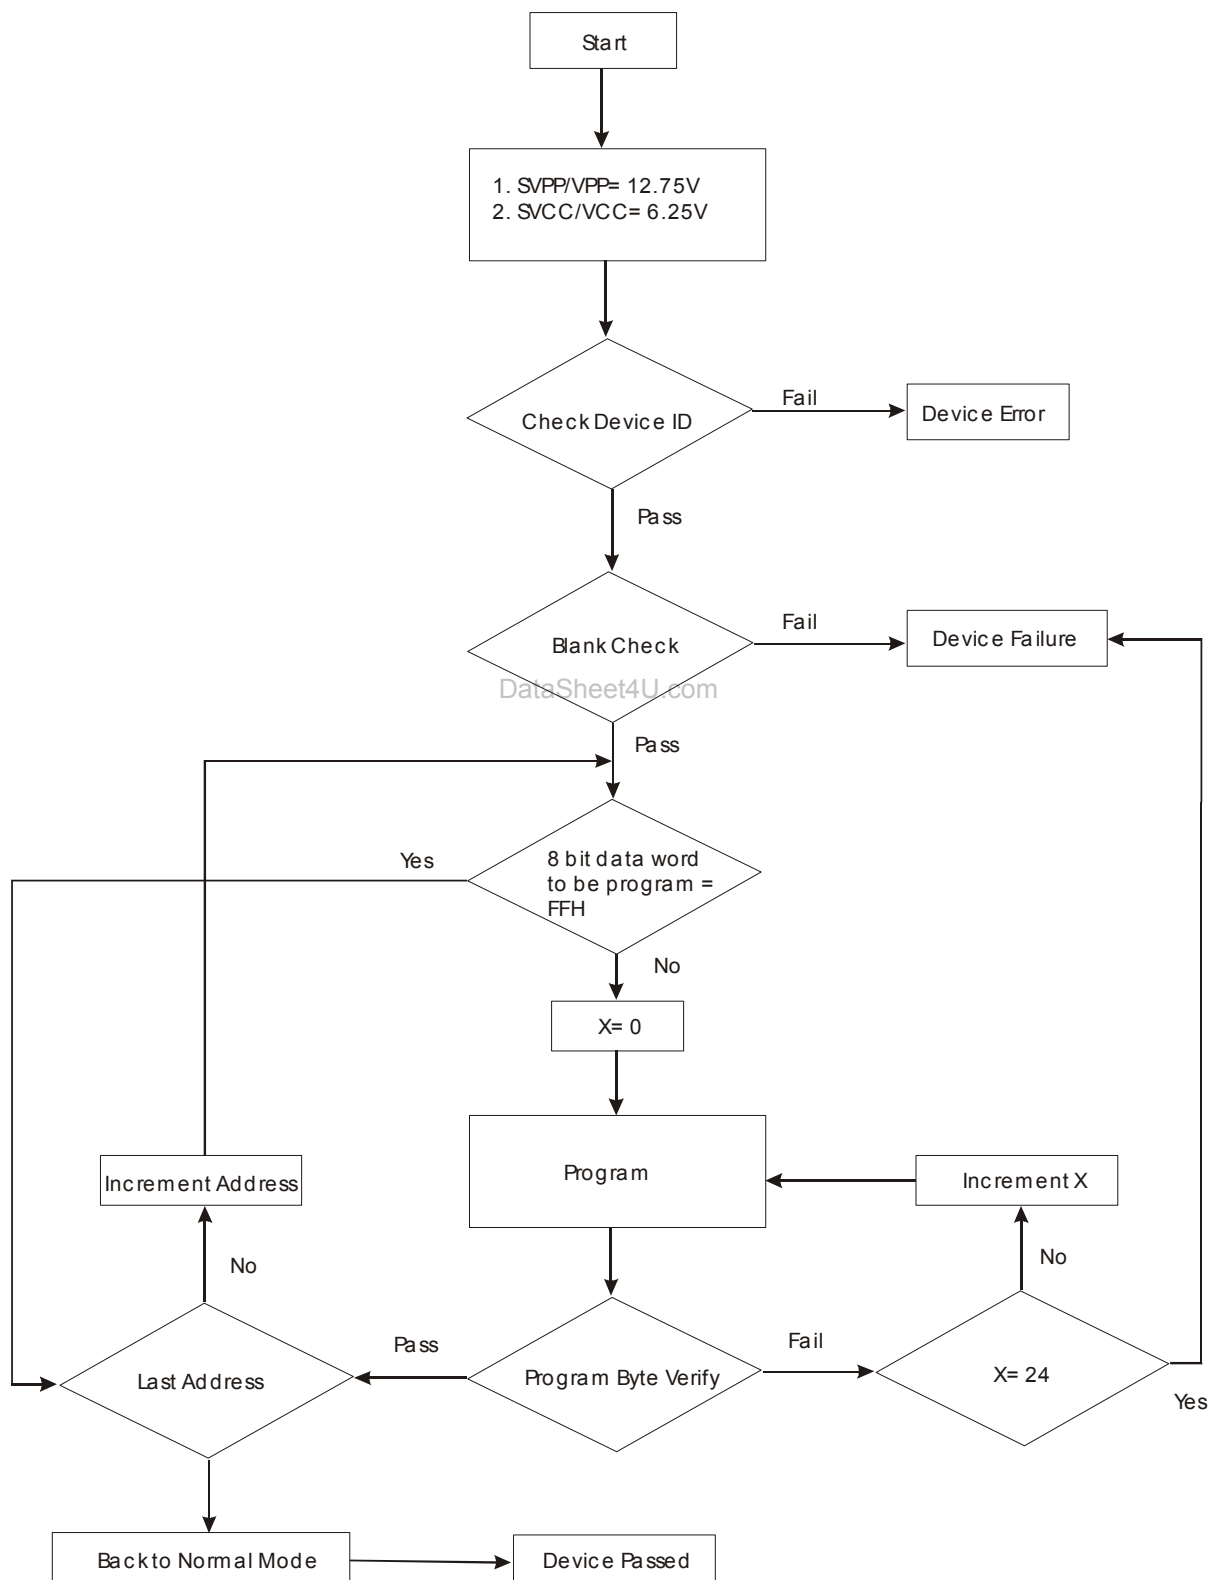 Start
1. SVPP/VPP= 12.75V
2. SVCC/VCC= 6.25V
Check Device ID
Fail
Device Error
Pass
Blank Check
Fail
Device Failure
DataSheet4U.com
Pass
Yes
8 bit data word
to be program =
FFH
No
X= 0
Program
Increment Address
Increment X
No
No
Pass
Fail
Last Address
Program Byte Verify
X= 24
Yes
Back to Normal Mode
Device Passed